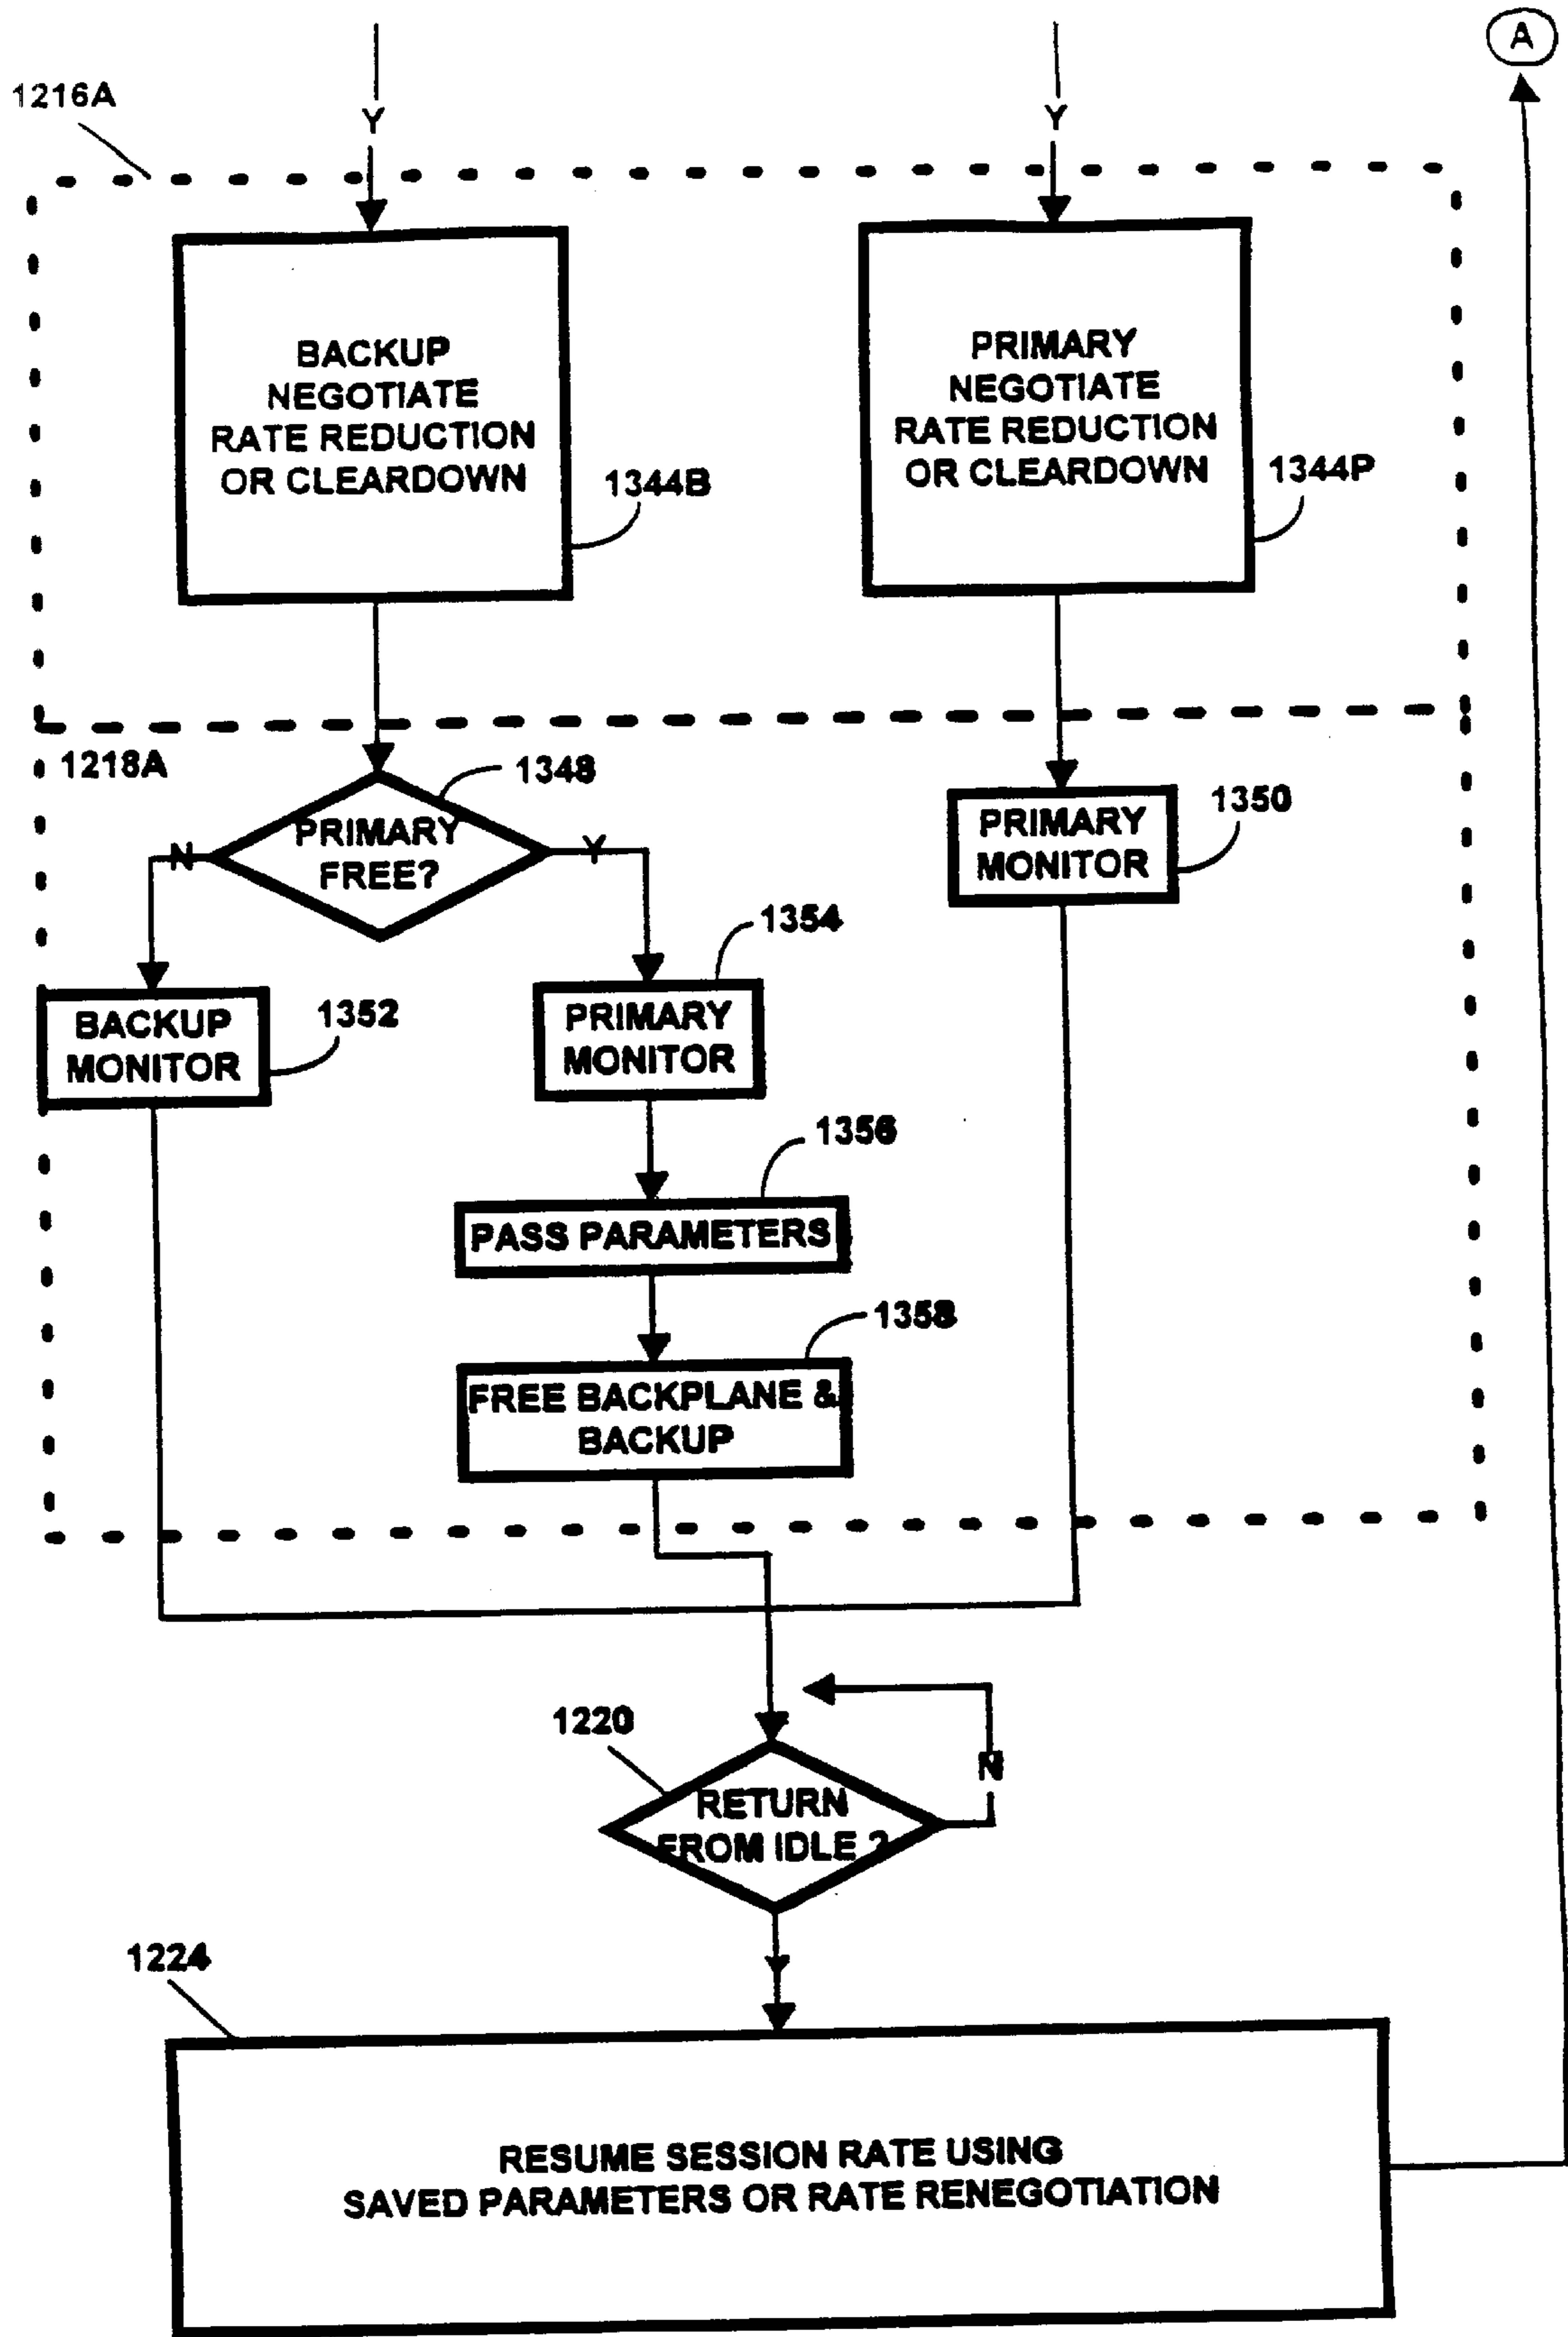 A
1216A
Y
Y
BACKUP
NEGOTIATE
RATE REDUCTION
OR CLEARDOWN
1344B
PRIMARY
NEGOTIATE
RATE REDUCTION
OR CLEARDOWN
1344P
1218A
1348
PRIMARY
FREE?
N
Y
PRIMARY
MONITOR
1350
1354
BACKUP
MONITOR
1352
PRIMARY
MONITOR
1356
PASS PARAMETERS
1358
FREE BACKPLANE &
BACKUP
1220
RETURN
FROM IDLE ?
N
Y
1224
RESUME SESSION RATE USING
SAVED PARAMETERS OR RATE RENEGOTIATION